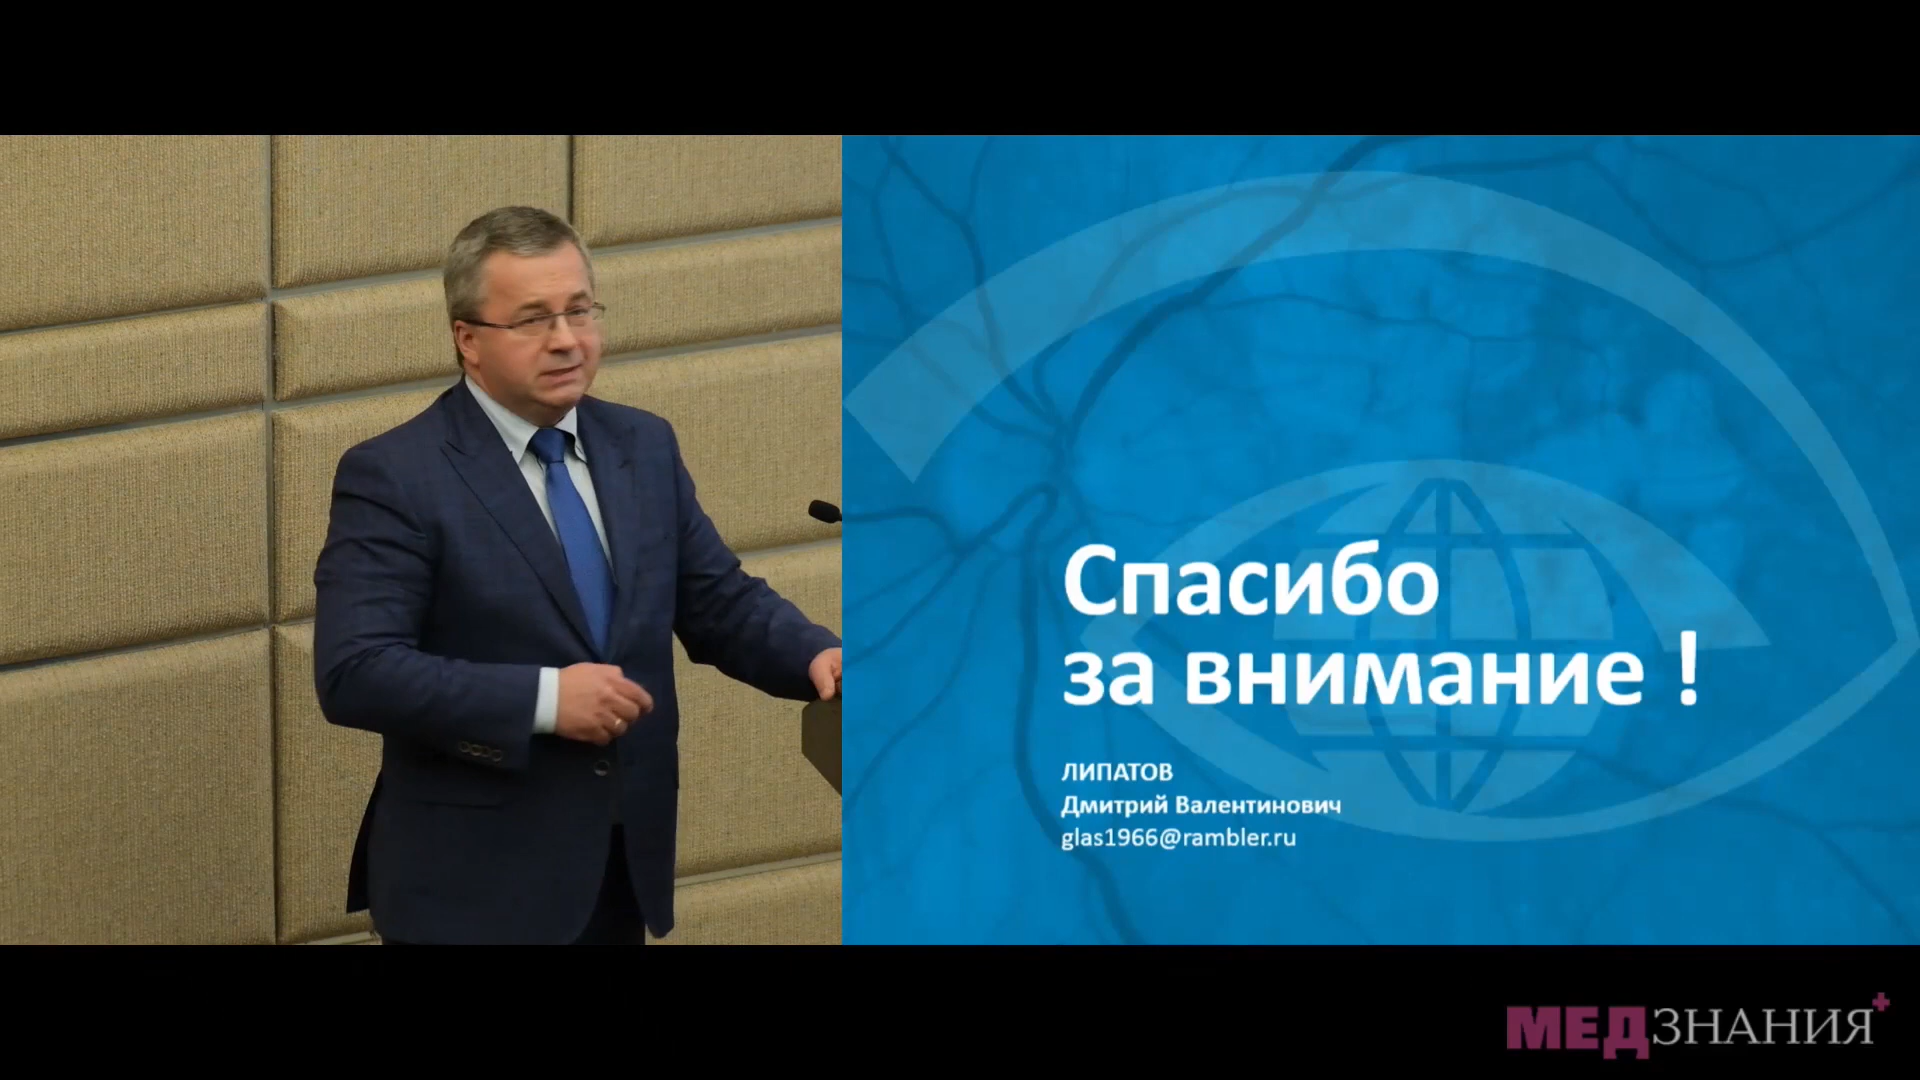 Спасибо
за внимание !
ЛИПАТОВ
Дмитрий Валентинович
glas1966@rambler.ru
МЕДЗНАНИЯ+